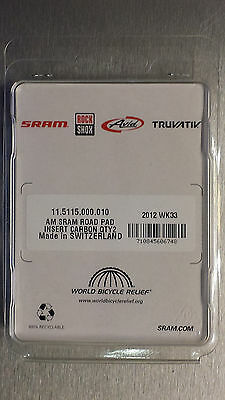 SRAM ROCK SHOX Avid TRUVATIV
11.5115.000.010 2012 WK33
AM SRAM ROAD PAD
INSERT CARBON QTY2
Made in SWITZERLAND
710845606748
WORLD BICYCLE RELIEF
www.worldbicyclerelief.org
100% RECYCLABLE
SRAM.COM